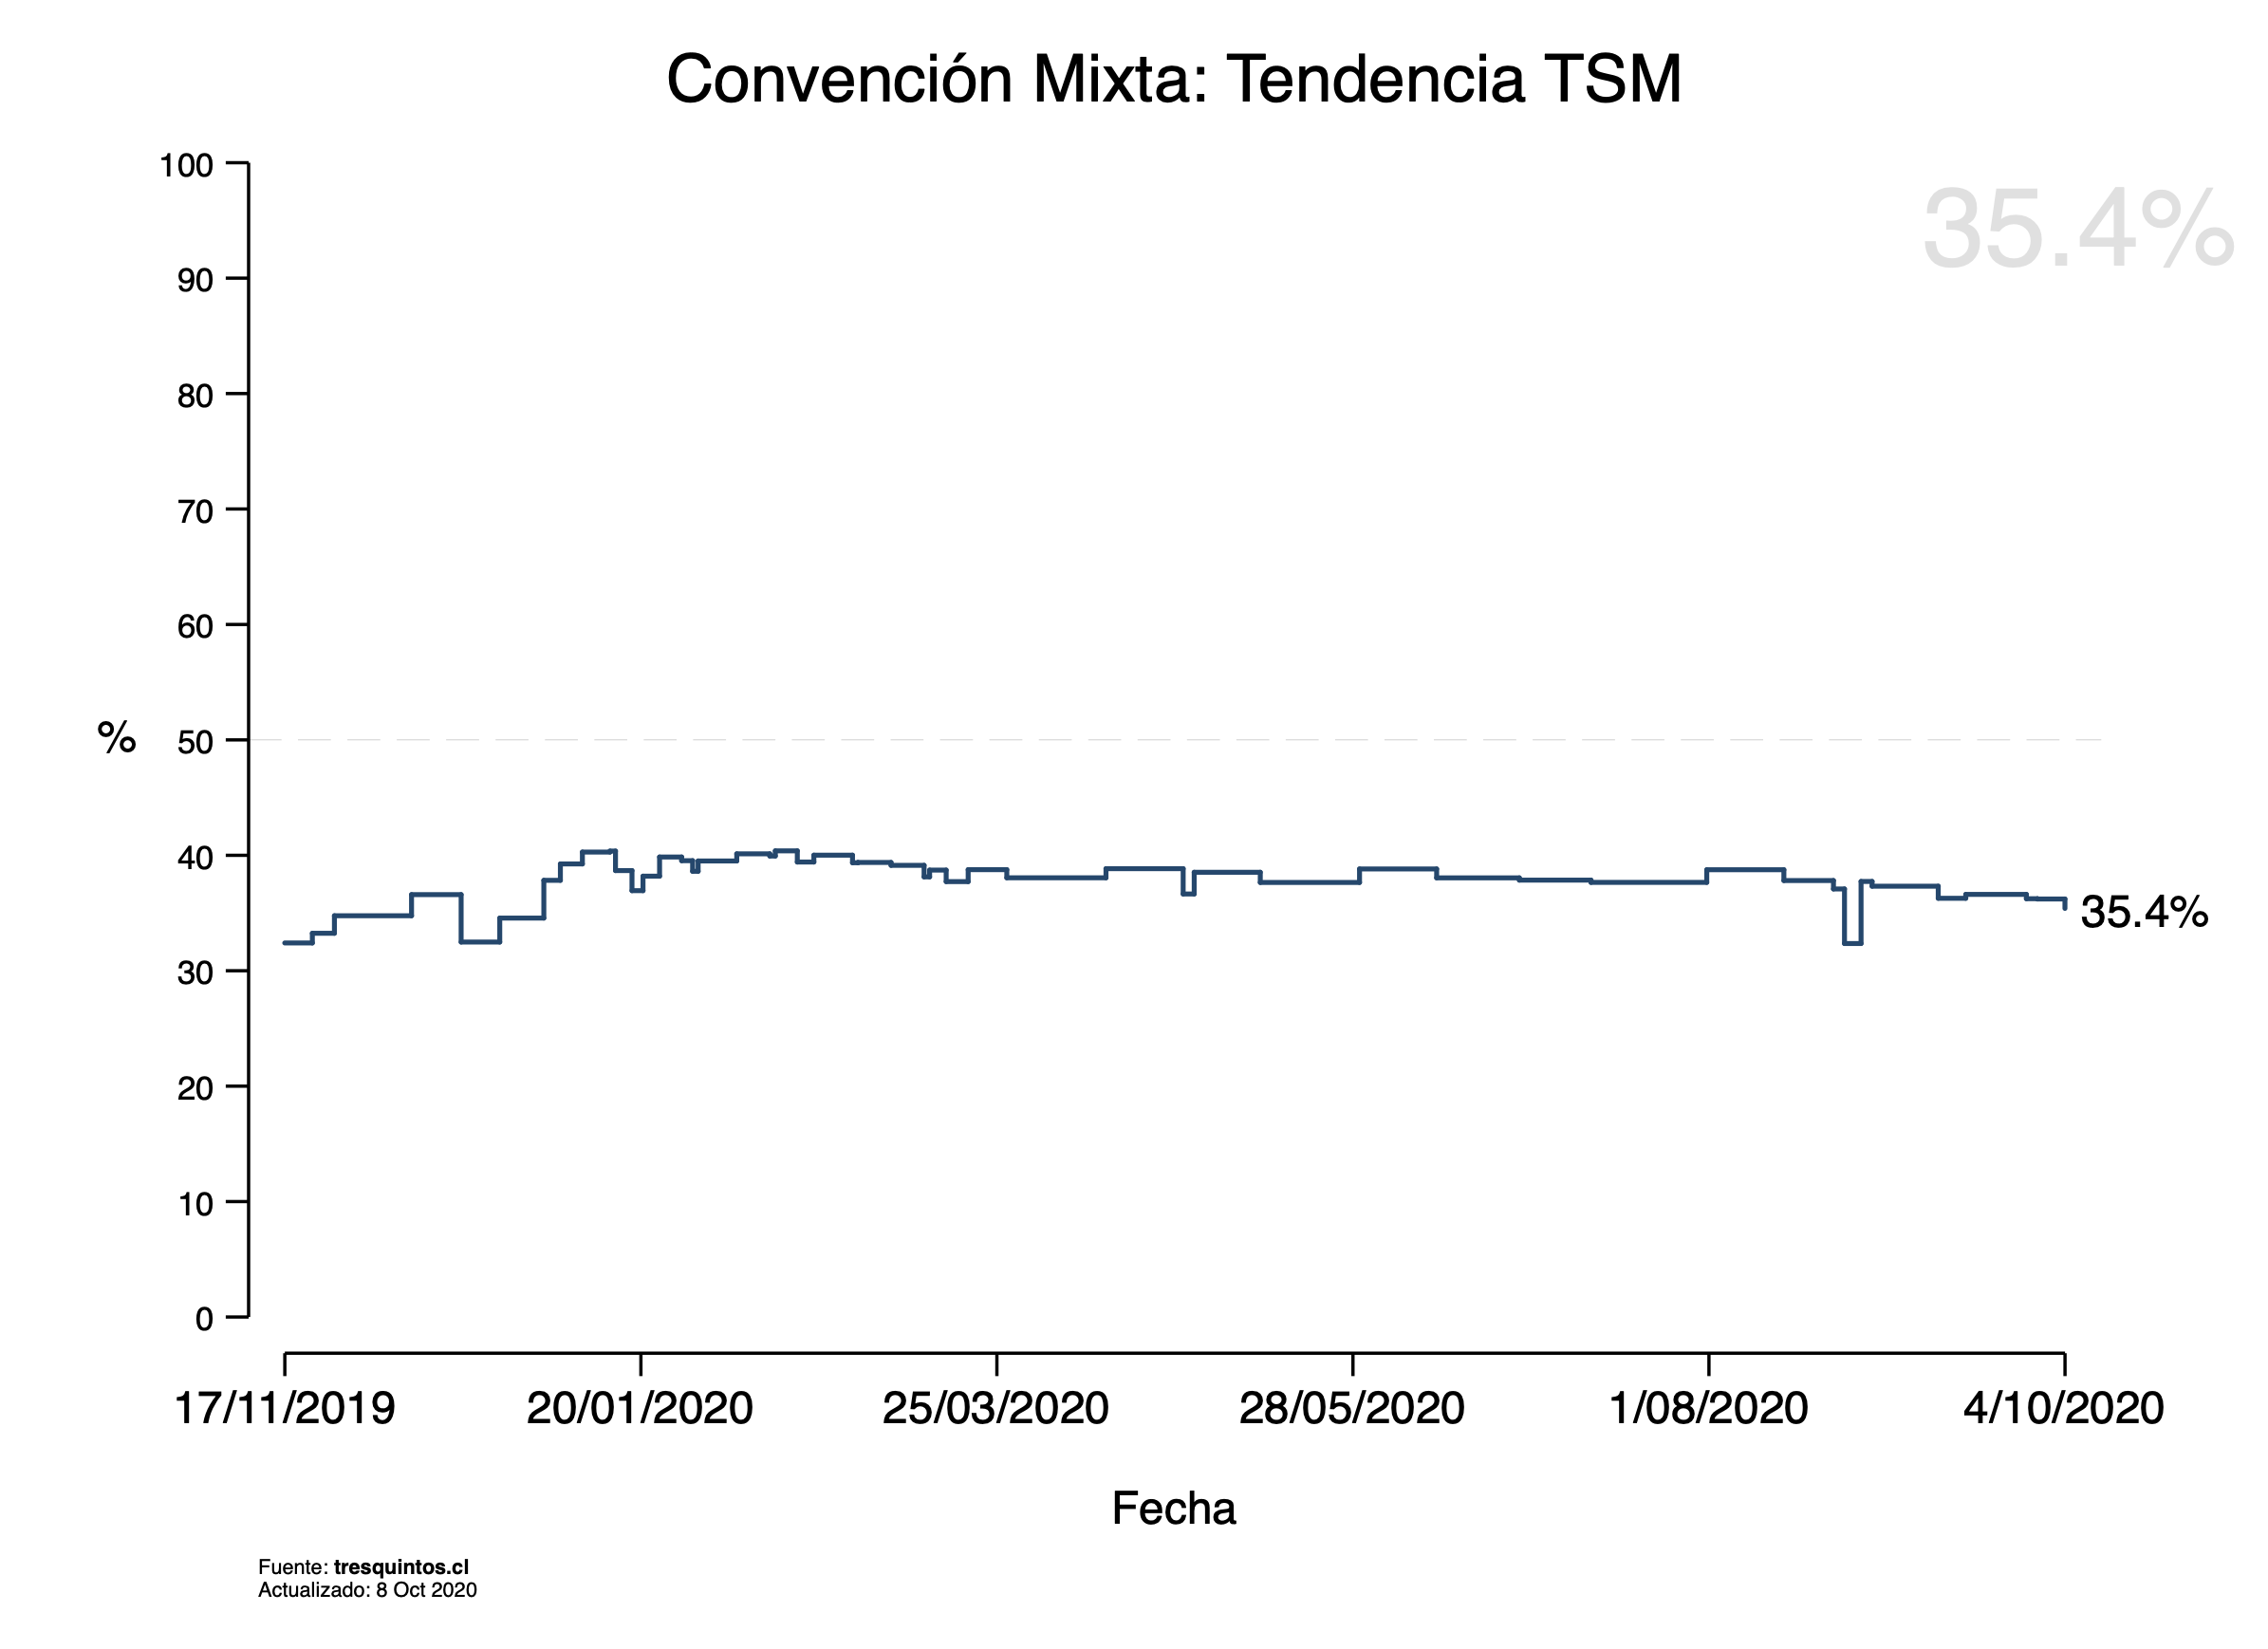 Convención Mixta: Tendencia TSM
35.4%
100
90
80
70
60
% 50
40
35.4%
30
20
10
0
17/11/2019 20/01/2020 25/03/2020 28/05/2020 1/08/2020 4/10/2020
Fecha
Fuente: tresquintos.cl
Actualizado: 8 Oct 2020